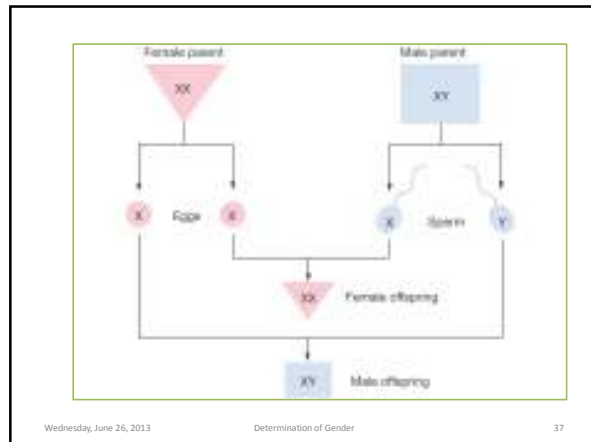 Female parent
Male parent
XX
XY
X
Eggs
X
X
Sperm
Y
XX
Female offspring
XY
Male offspring
Wednesday, June 26, 2013
Determination of Gender
37